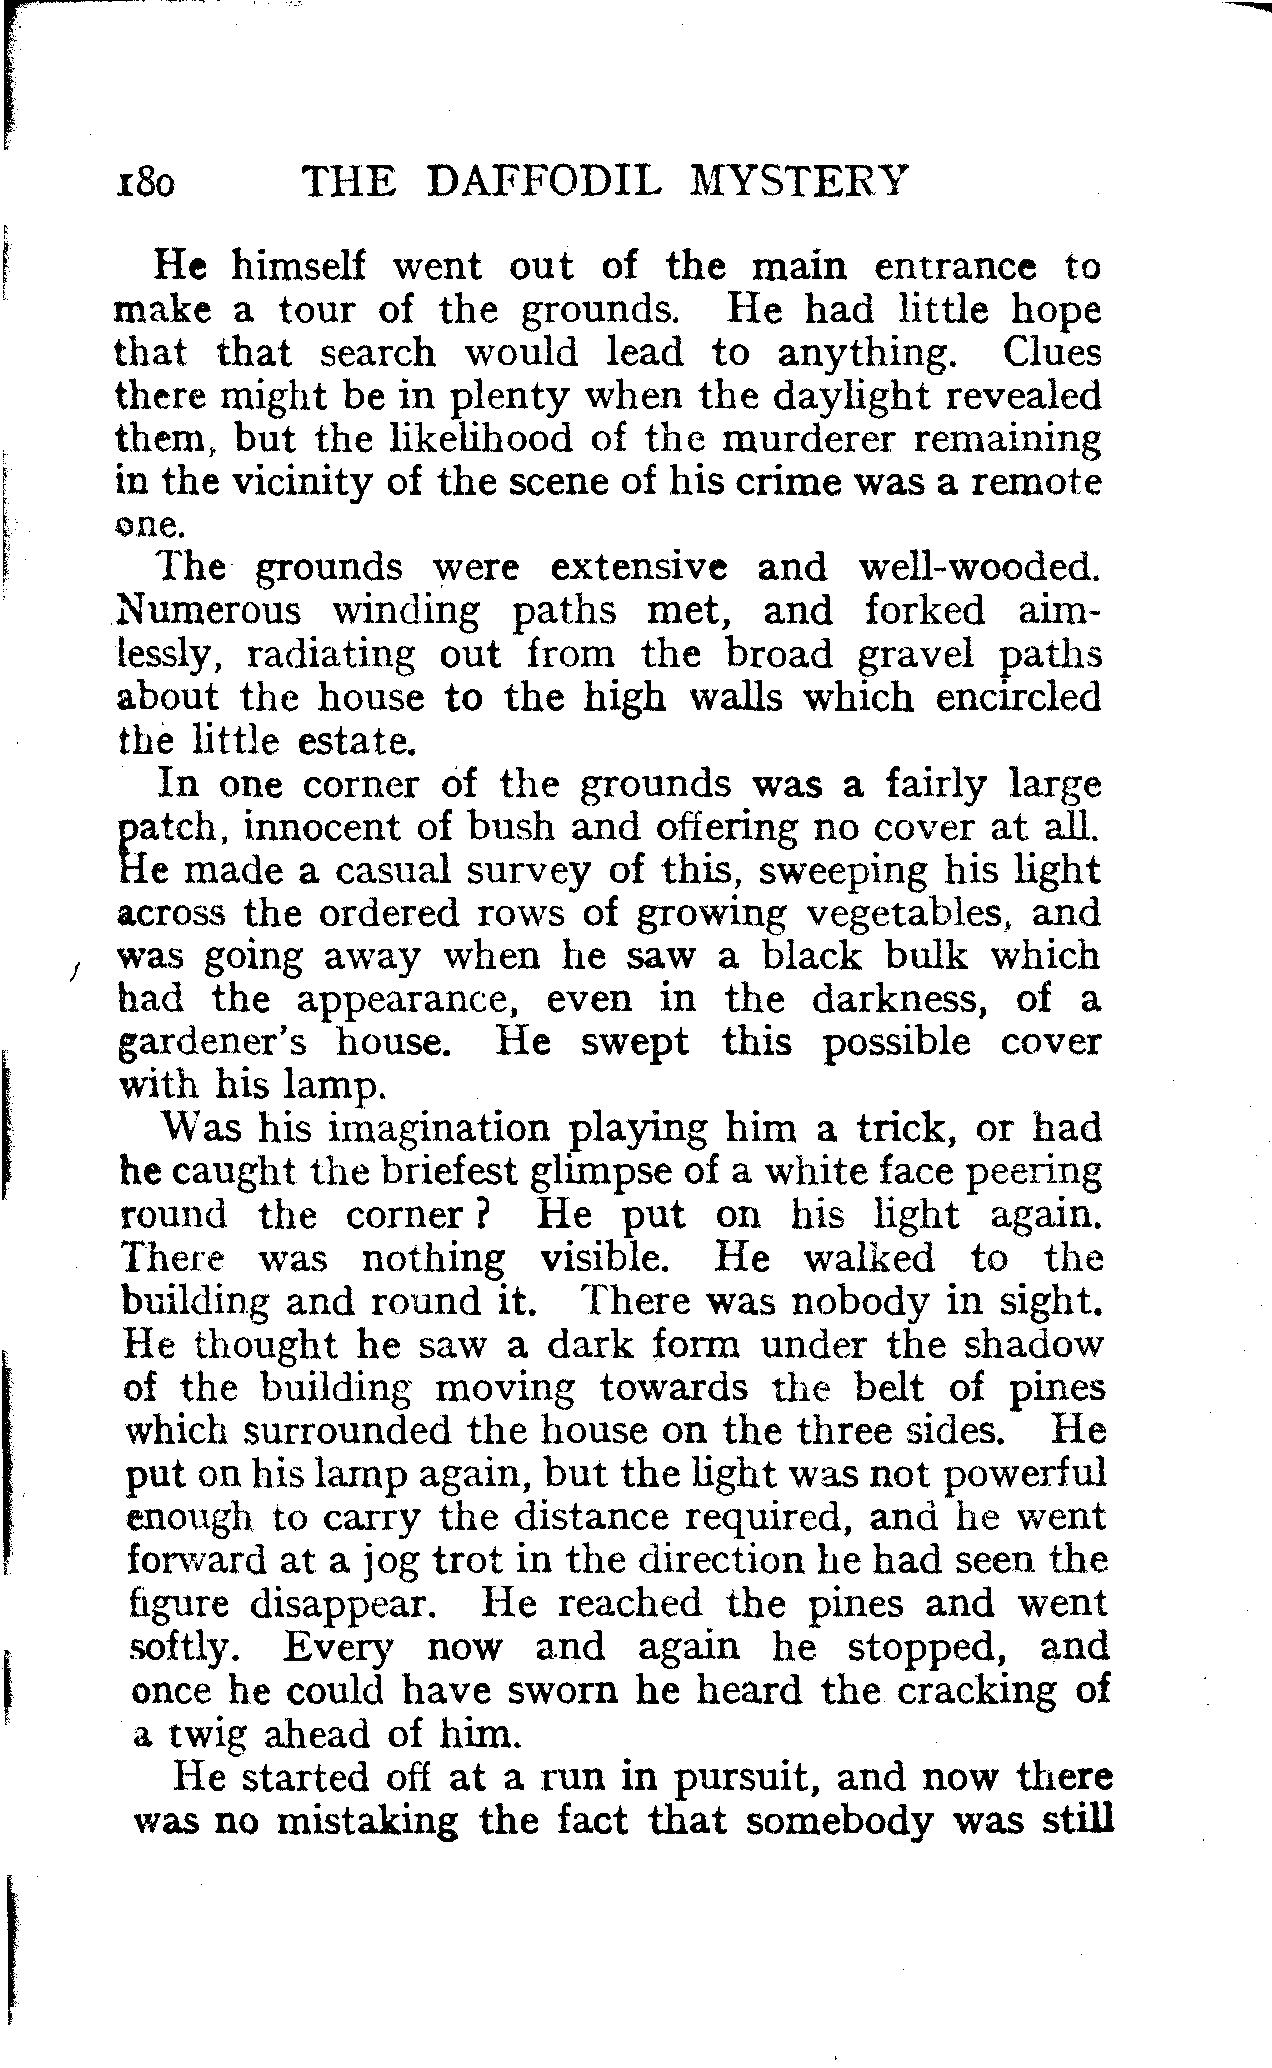 180 THE DAFFODIL MYSTERY
He himself went out of the main entrance to
make a tour of the grounds. He had little hope
that that search would lead to anything. Clues
there might be in plenty when the daylight revealed
them, but the likelihood of the murderer remaining
in the vicinity of the scene of his crime was a remote
one.
The grounds were extensive and well-wooded.
Numerous winding paths met, and forked aim-
lessly, radiating out from the broad gravel paths
about the house to the high walls which encircled
the little estate.
In one corner of the grounds was a fairly large
patch, innocent of bush and offering no cover at all.
He made a casual survey of this, sweeping his light
across the ordered rows of growing vegetables, and
was going away when he saw a black bulk which
had the appearance, even in the darkness, of a
gardener's house. He swept this possible cover
with his lamp.
Was his imagination playing him a trick, or had
he caught the briefest glimpse of a white face peering
round the corner ? He put on his light again.
There was nothing visible. He walked to the
building and round it. There was nobody in sight.
He thought he saw a dark form under the shadow
of the building moving towards the belt of pines
which surrounded the house on the three sides. He
put on his lamp again, but the light was not powerful
enough to carry the distance required, and he went
forward at a jog trot in the direction he had seen the
figure disappear. He reached the pines and went
softly. Every now and again he stopped, and
once he could have sworn he heard the cracking of
a twig ahead of him.
He started off at a run in pursuit, and now there
was no mistaking the fact that somebody was still